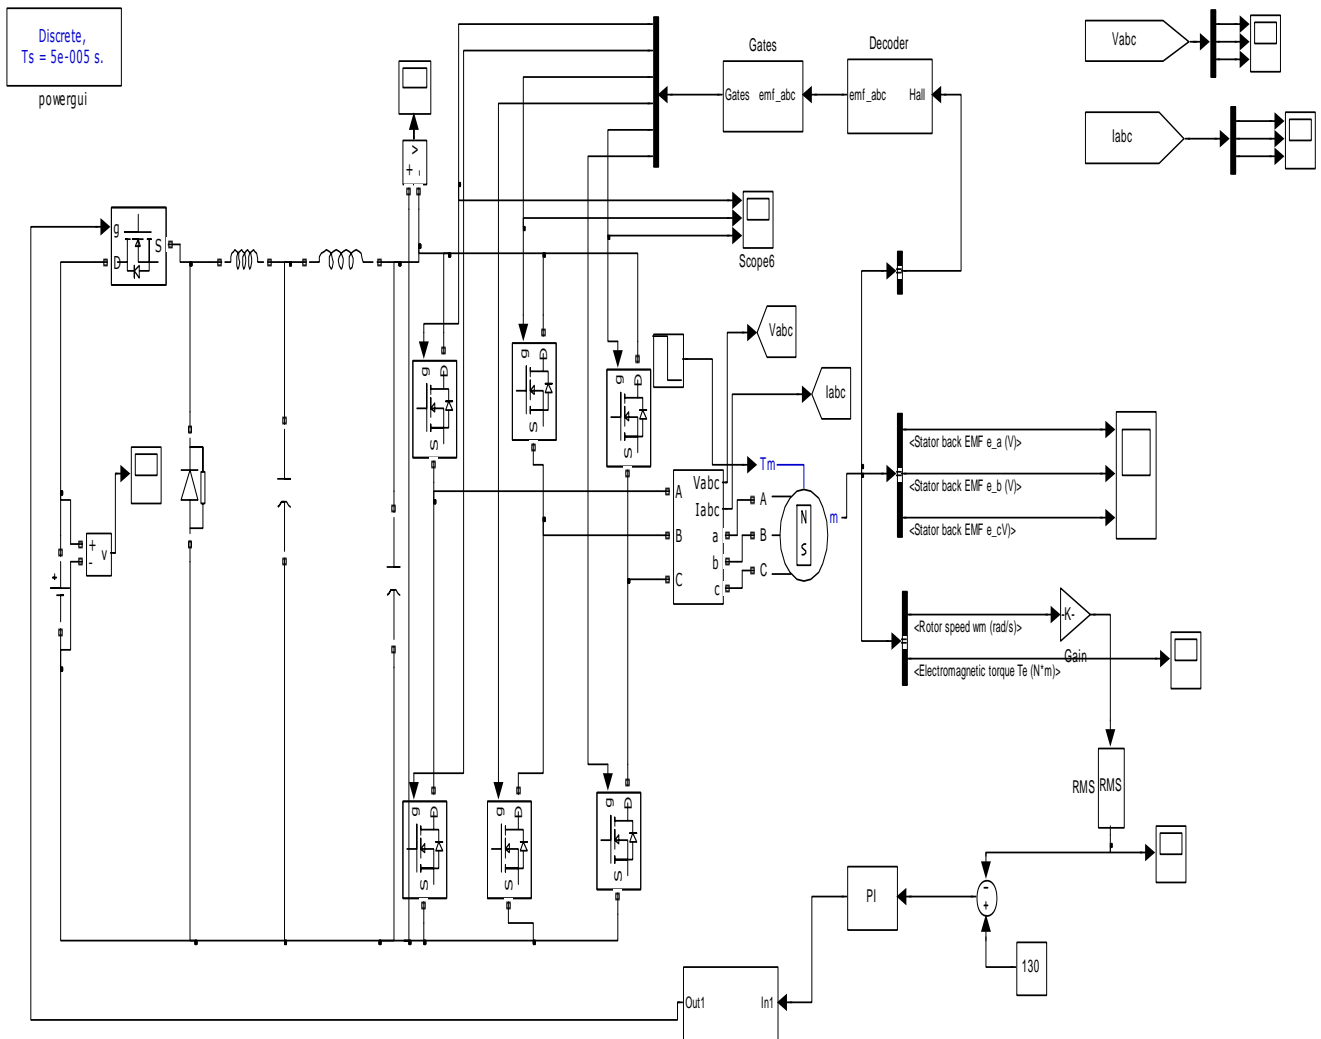 Discrete,
Ts = 5e-005 s.
powergui
Gates
Decoder
Gates emf_abc
emf_abc Hall
Vabc
Iabc
v
+ -
g
D
S
Scope6
Vabc
Iabc
g
D
S
g
D
S
g
D
S
+
-
v
+
Tm
A
B
C
Vabc
Iabc
a
b
c
A
B
C
N
S
m
<Stator back EMF e_a (V)>
<Stator back EMF e_b (V)>
<Stator back EMF e_cV)>
-K-
Gain
<Rotor speed wm (rad/s)>
<Electromagnetic torque Te (N*m)>
RMS RMS
g
D
S
g
D
S
g
D
S
PI
-
+
130
Out1 In1